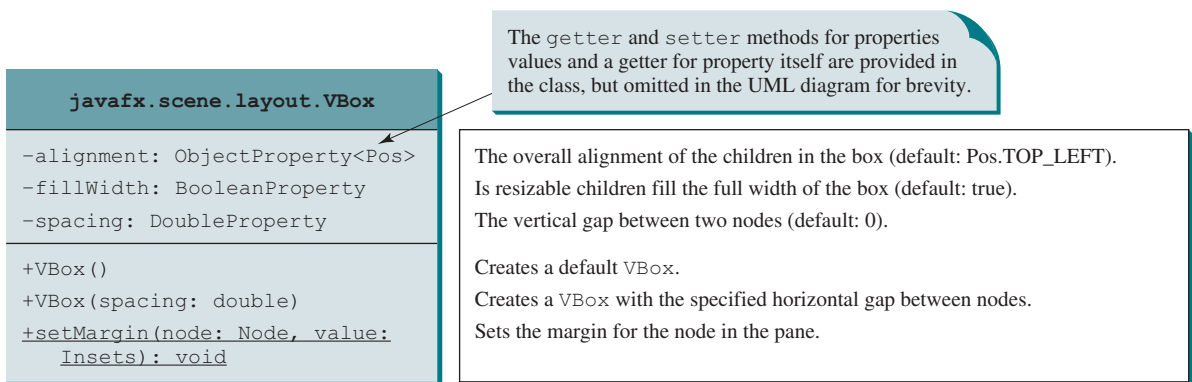 The getter and setter methods for properties
values and a getter for property itself are provided in
the class, but omitted in the UML diagram for brevity.
javafx.scene.layout.VBox
-alignment: ObjectProperty<Pos>
-fillWidth: BooleanProperty
-spacing: DoubleProperty
The overall alignment of the children in the box (default: Pos.TOP_LEFT).
Is resizable children fill the full width of the box (default: true).
The vertical gap between two nodes (default: 0).
+VBox()
+VBox(spacing: double)
+setMargin(node: Node, value:
Insets): void
Creates a default VBox.
Creates a VBox with the specified horizontal gap between nodes.
Sets the margin for the node in the pane.